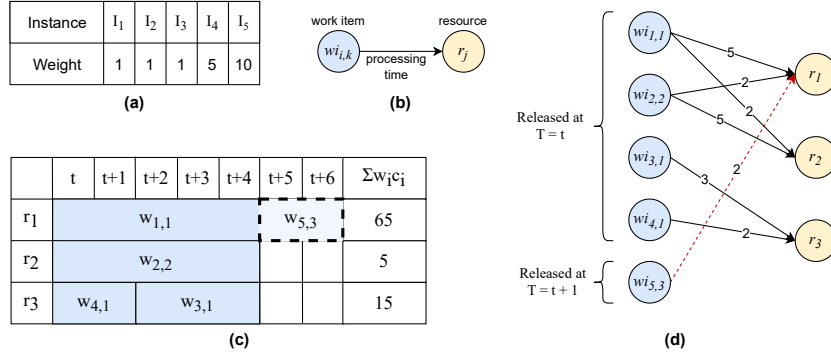 Instance I1 I2 I3 I4 I5
Weight 1 1 1 5 10
(a)
work item resource
wi i,k r j
processing
time
(b)
t t+1 t+2 t+3 t+4 t+5 t+6 Σwici
r1 w1,1 w5,3 65
r2 w2,2 5
r3 w4,1 w3,1 15
(c)
Released at
T = t
Released at
T = t + 1
wi1,1
wi2,2
wi3,1
wi4,1
wi5,3
5
2
2
5
3
2
2
r1
r2
r3
(d)